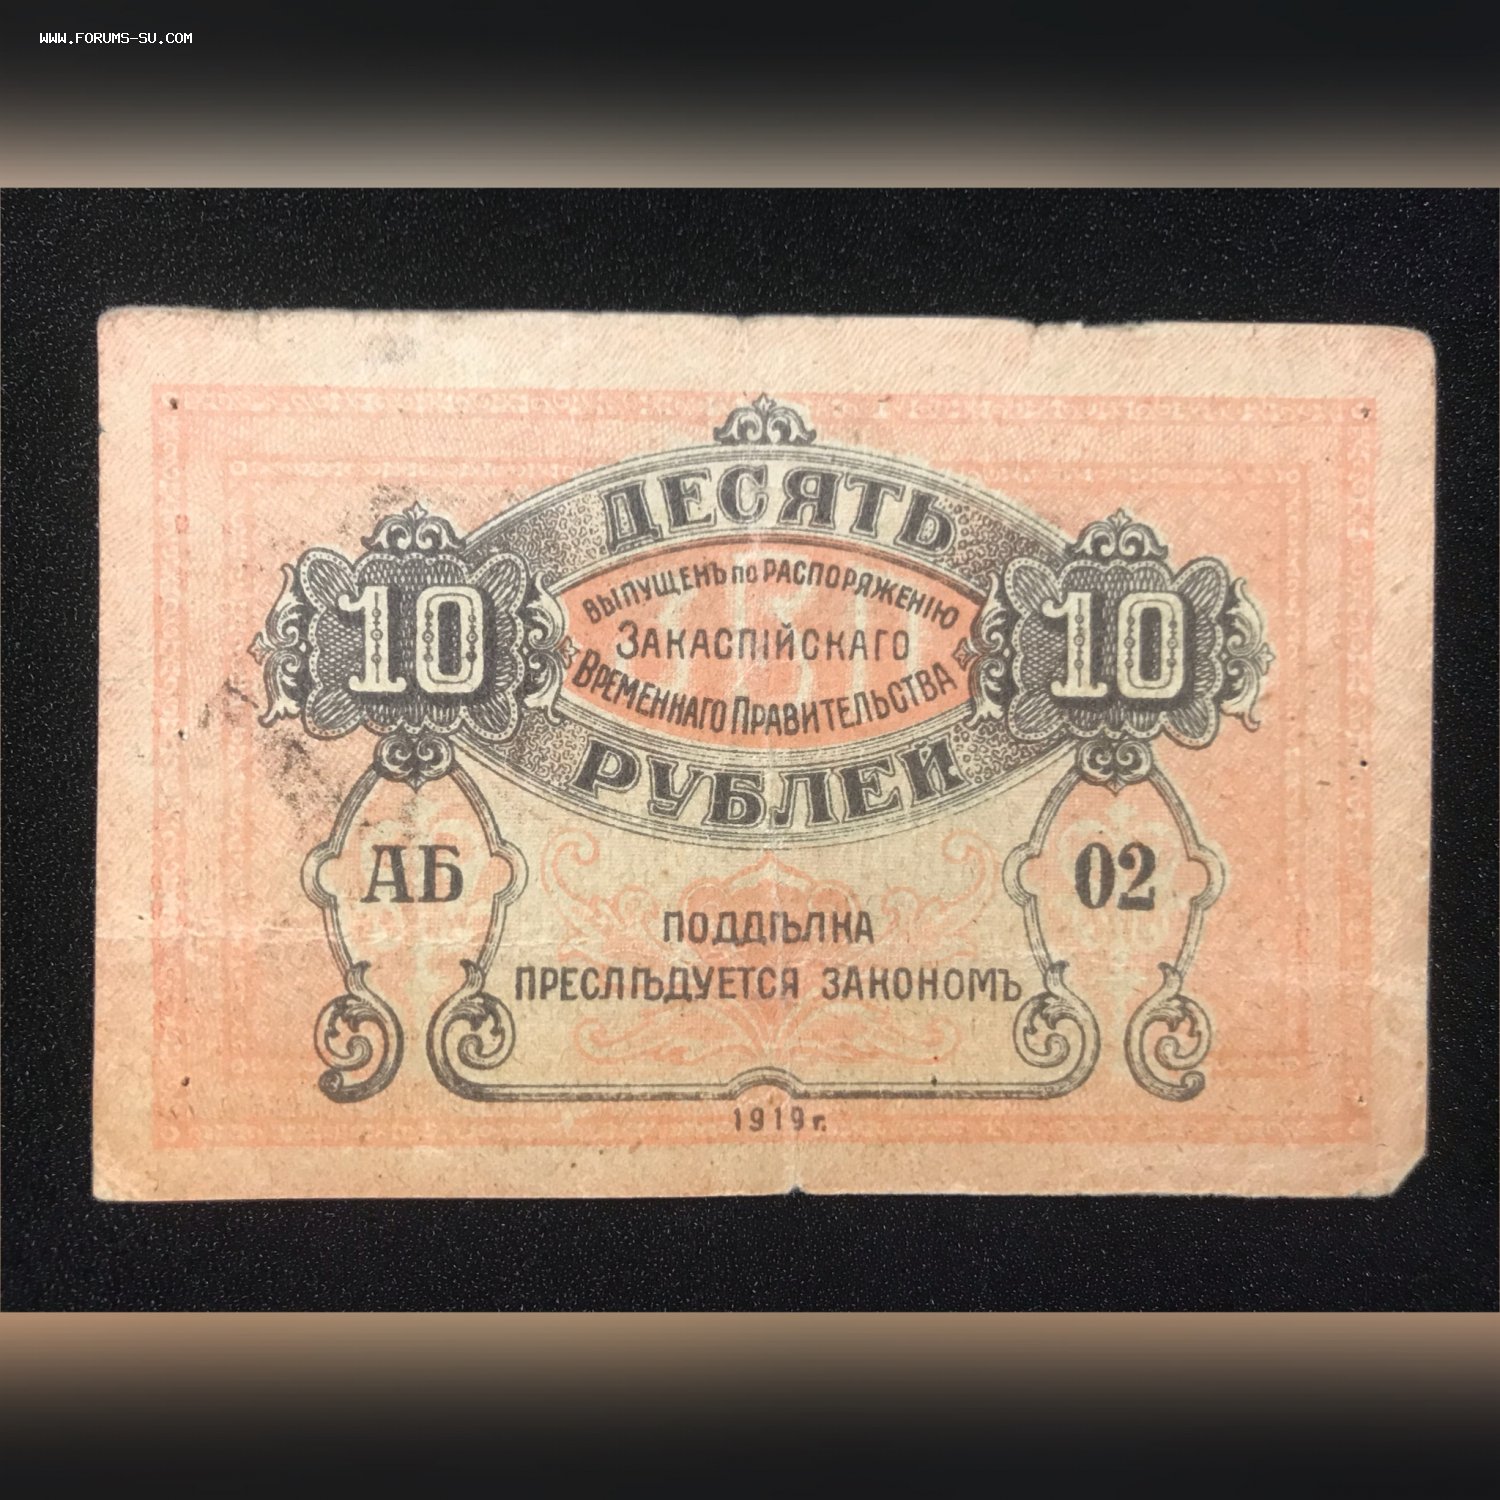 WWW.FORUMS-SU.COM
ДЕСЯТЬ
10
ВЫПУЩЕНЪ ПО РАСПОРЯЖЕНІЮ
ЗАКАСПІЙСКАГО
ВРЕМЕННАГО ПРАВИТЕЛЬСТВА
10
РУБЛЕЙ
АБ
02
ПОДДѢЛКА
ПРЕСЛѢДУЕТСЯ ЗАКОНОМЪ
1919 г.